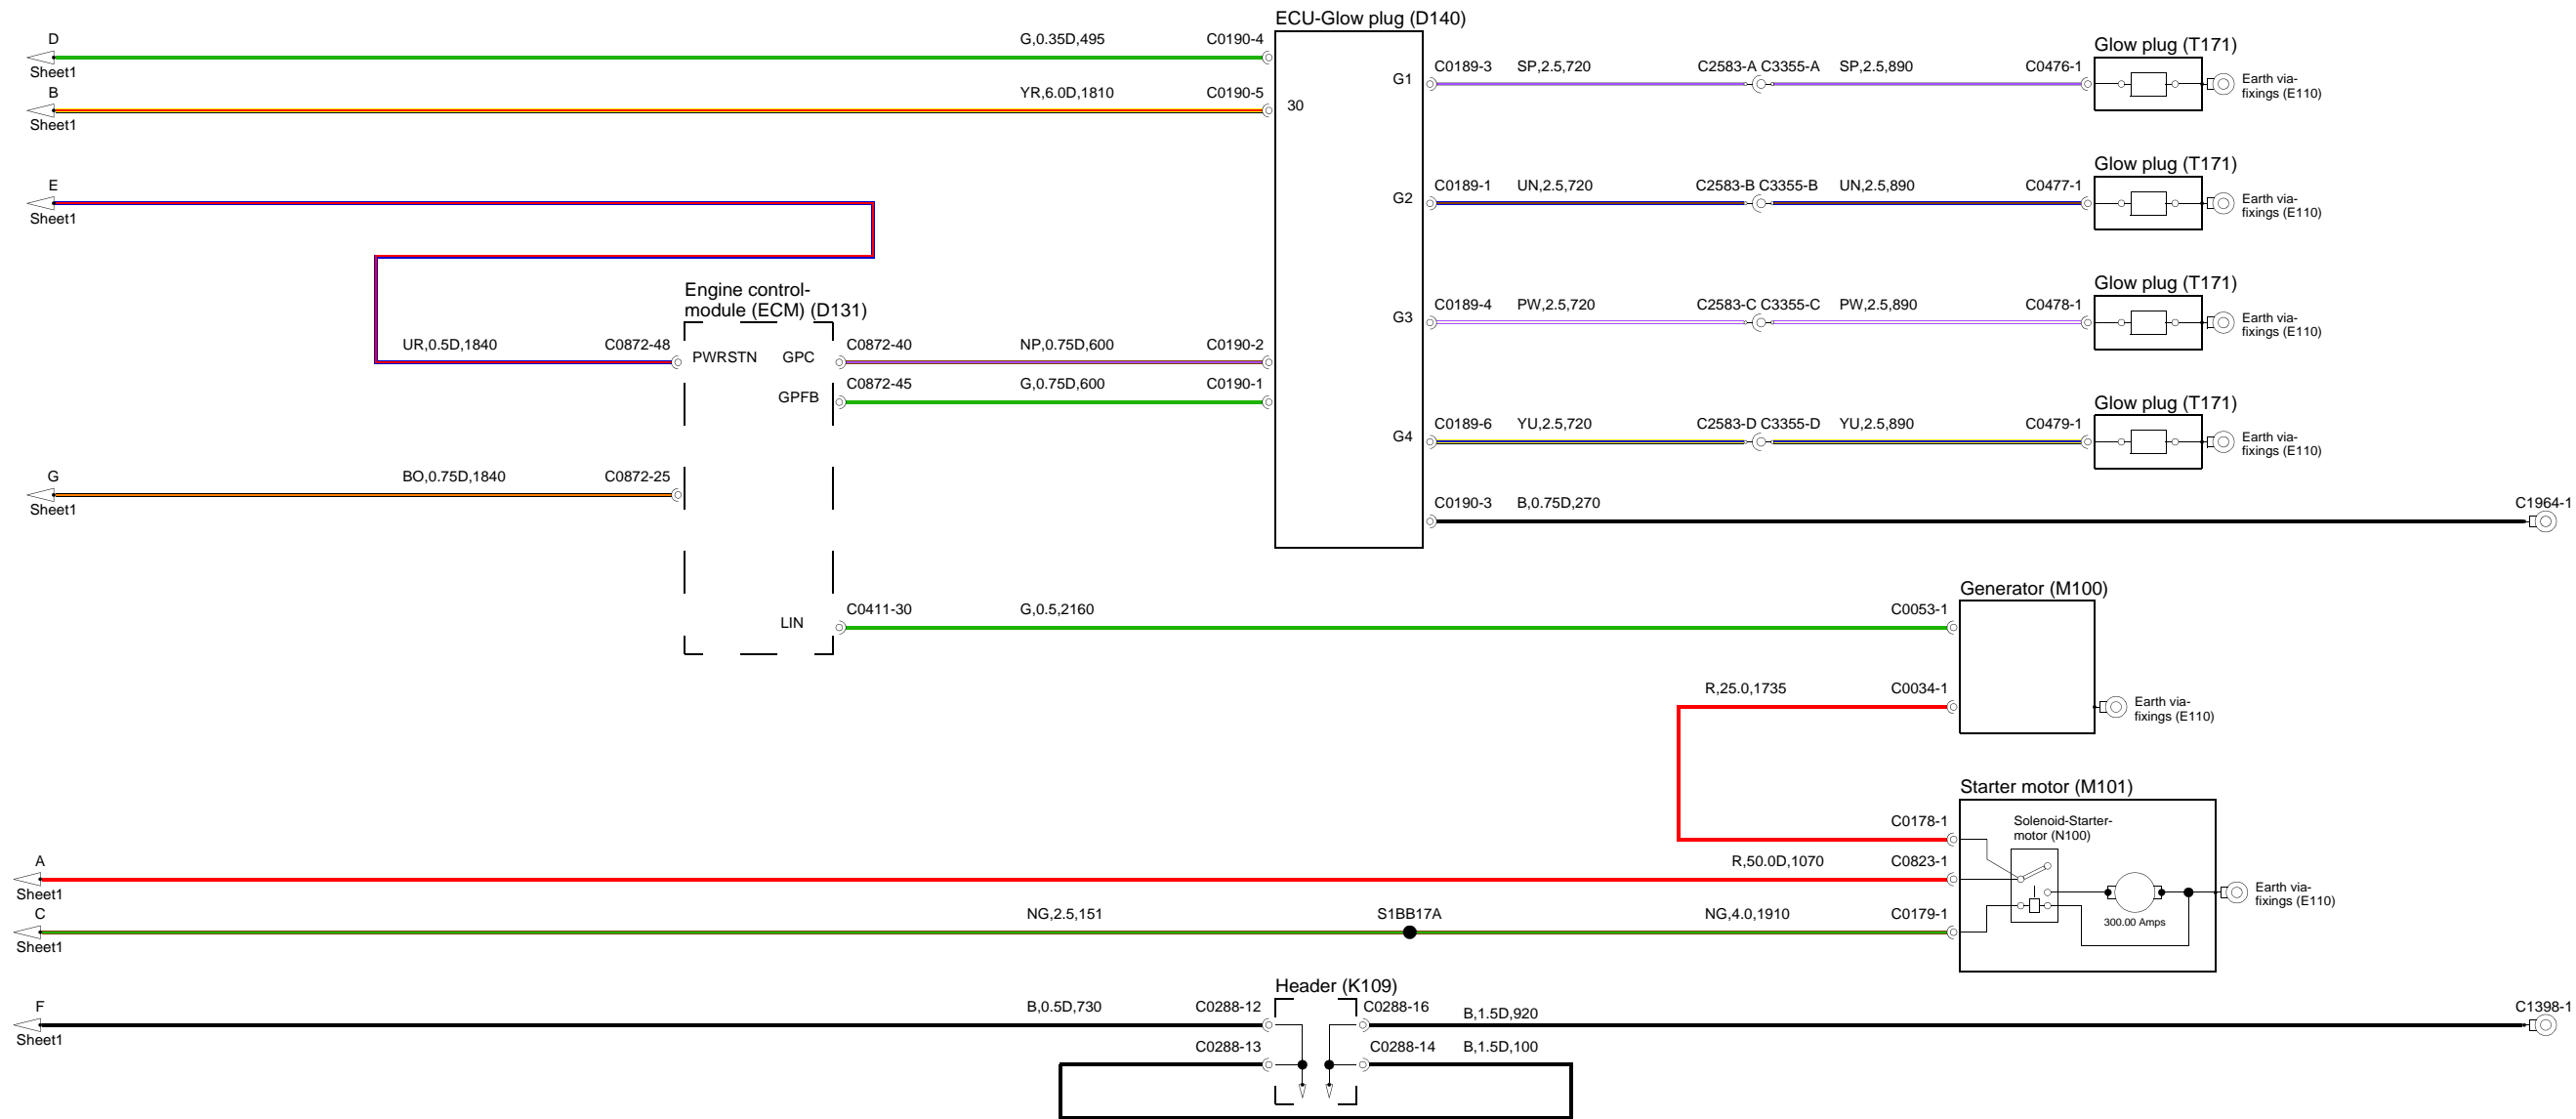 ECU-Glow plug (D140)
D
G,0.35D,495
C0190-4
Sheet1
B
YR,6.0D,1810
C0190-5
30
Sheet1
G1
C0189-3
SP,2.5,720
C2583-A C3355-A
SP,2.5,890
C0476-1
Glow plug (T171)
Earth via-
fixings (E110)
E
Sheet1
G2
C0189-1
UN,2.5,720
C2583-B C3355-B
UN,2.5,890
C0477-1
Glow plug (T171)
Earth via-
fixings (E110)
Engine control-
module (ECM) (D131)
UR,0.5D,1840
C0872-48
PWRSTN
GPC
C0872-40
NP,0.75D,600
C0190-2
GPFB
C0872-45
G,0.75D,600
C0190-1
G3
C0189-4
PW,2.5,720
C2583-C C3355-C
PW,2.5,890
C0478-1
Glow plug (T171)
Earth via-
fixings (E110)
G4
C0189-6
YU,2.5,720
C2583-D C3355-D
YU,2.5,890
C0479-1
Glow plug (T171)
Earth via-
fixings (E110)
G
BO,0.75D,1840
C0872-25
Sheet1
C0190-3
B,0.75D,270
C1964-1
LIN
C0411-30
G,0.5,2160
C0053-1
Generator (M100)
R,25.0,1735
C0034-1
Earth via-
fixings (E110)
Starter motor (M101)
C0178-1
Solenoid-Starter-
motor (N100)
A
R,50.0D,1070
C0823-1
Sheet1
Earth via-
fixings (E110)
300.00 Amps
C
NG,2.5,151
S1BB17A
NG,4.0,1910
C0179-1
Sheet1
Header (K109)
F
B,0.5D,730
C0288-12
C0288-16
B,1.5D,920
C1398-1
Sheet1
C0288-13
C0288-14
B,1.5D,100